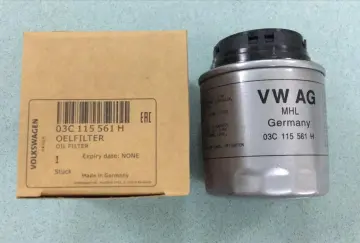 VOLKSWAGEN
03C 115 561 H
EAC
OELFILTER
OIL FILTER
Expiry date: NONE
1
Stück
Made in Germany
VW AG
MHL
Germany
03C 115 561 H